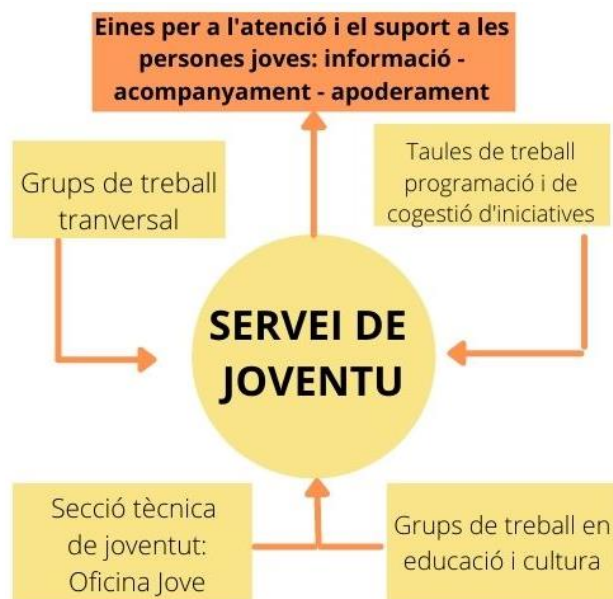 Eines per a l'atenció i el suport a les
persones joves: informació -
acompanyament - apoderament
Grups de treball
tranversal
Taules de treball
programació i de
cogestió d'iniciatives
SERVEI DE
JOVENTU
Secció tècnica
de joventut:
Oficina Jove
Grups de treball en
educació i cultura